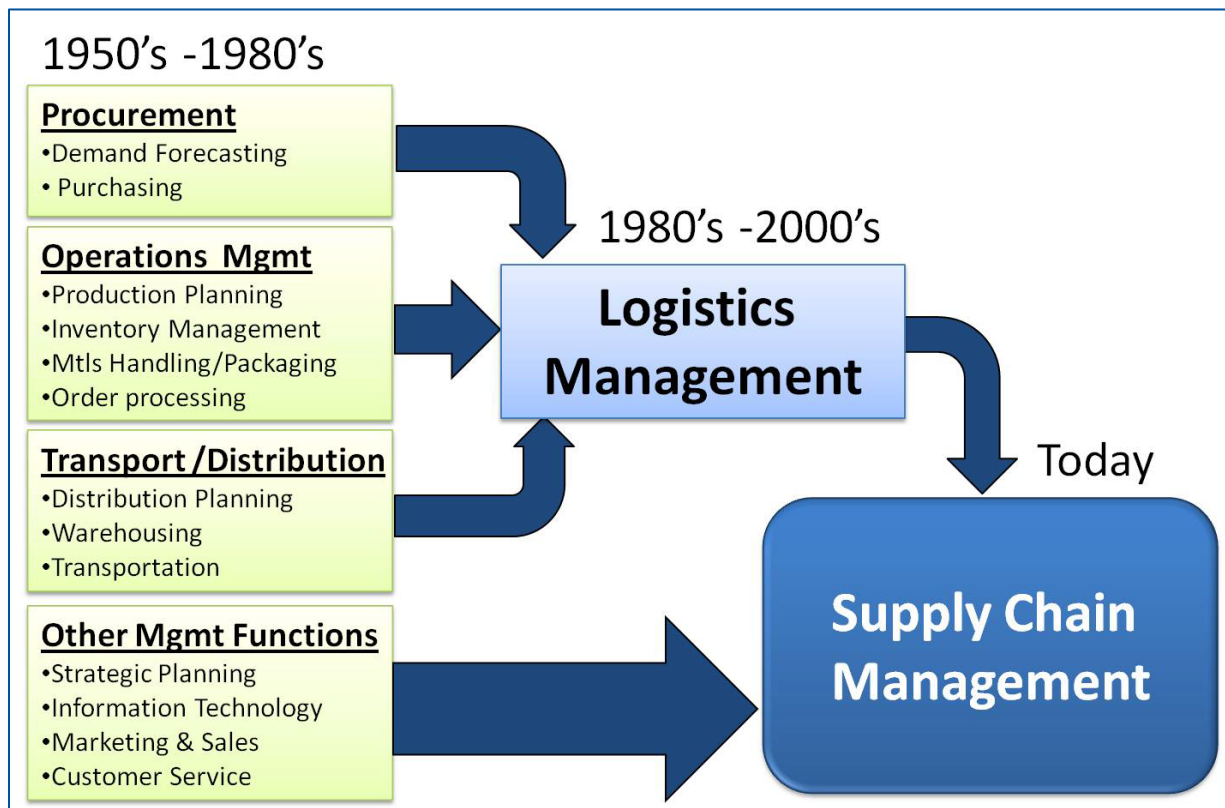 1950’s -1980’s
Procurement
•Demand Forecasting
• Purchasing
Operations Mgmt
•Production Planning
•Inventory Management
•Mtls Handling/Packaging
•Order processing
Transport /Distribution
•Distribution Planning
•Warehousing
•Transportation
Other Mgmt Functions
•Strategic Planning
•Information Technology
•Marketing & Sales
•Customer Service
1980’s -2000’s
Logistics
Management
Today
Supply Chain
Management